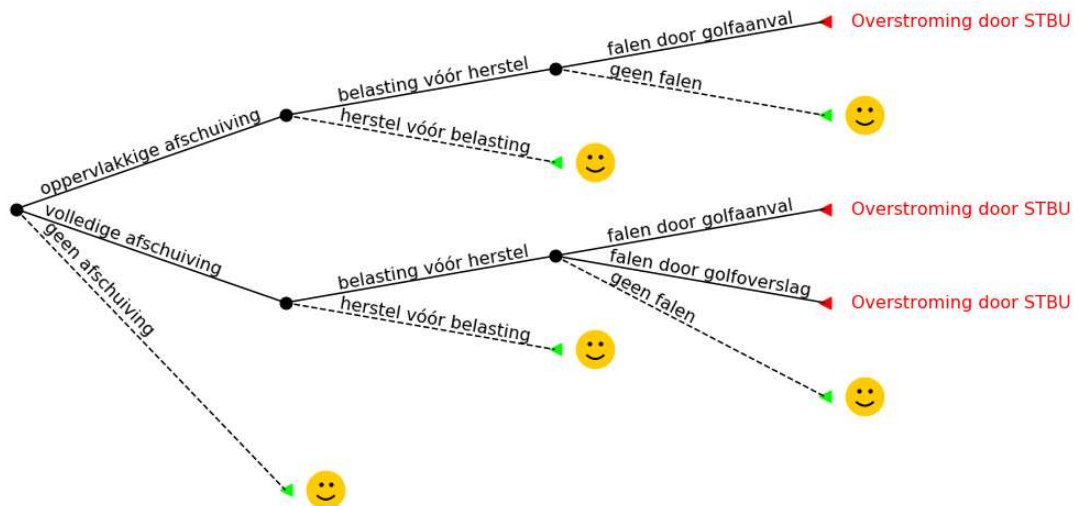 falen door golfaanval
Overstroming door STBU
belasting vóór herstel
geen falen
oppervlakkige afschuiving
herstel vóór belasting
volledige afschuiving
falen door golfaanval
Overstroming door STBU
geen afschuiving
belasting vóór herstel
falen door golfoverslag
Overstroming door STBU
herstel vóór belasting
geen falen